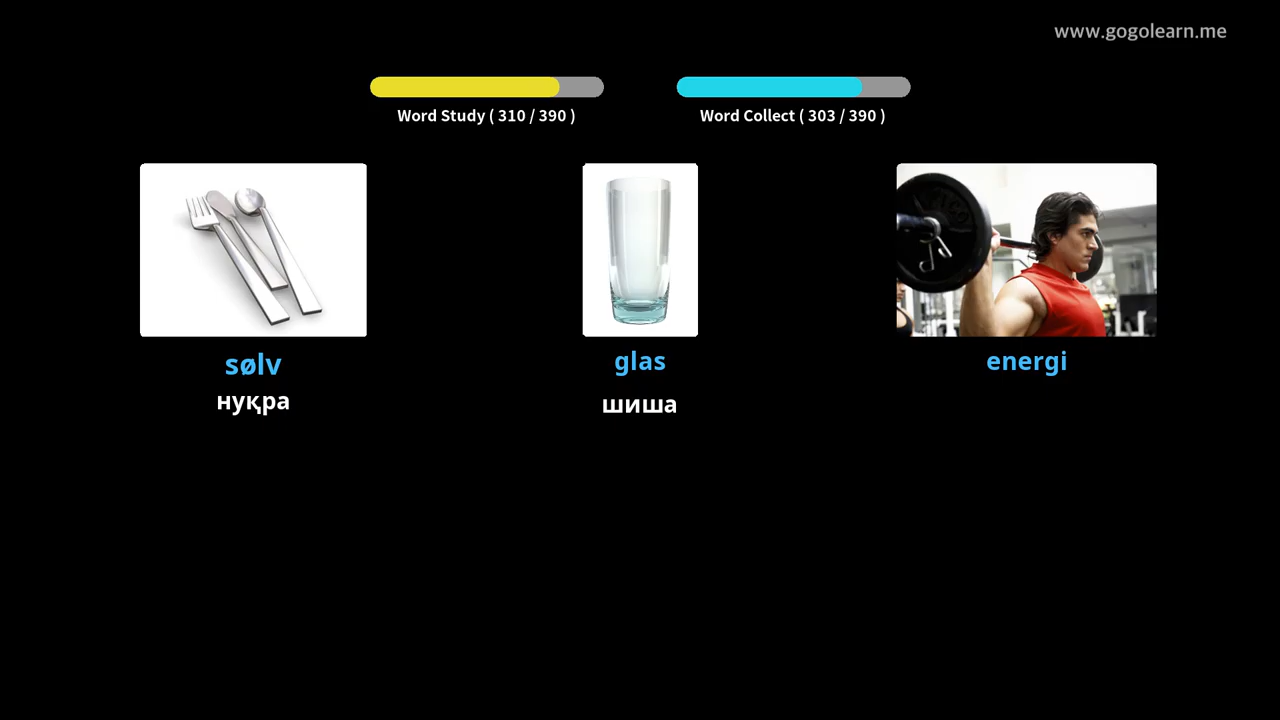 www.gogolearn.me
Word Study ( 310 / 390 )
Word Collect ( 303 / 390 )
sølv
glas
energi
нуқра
шиша